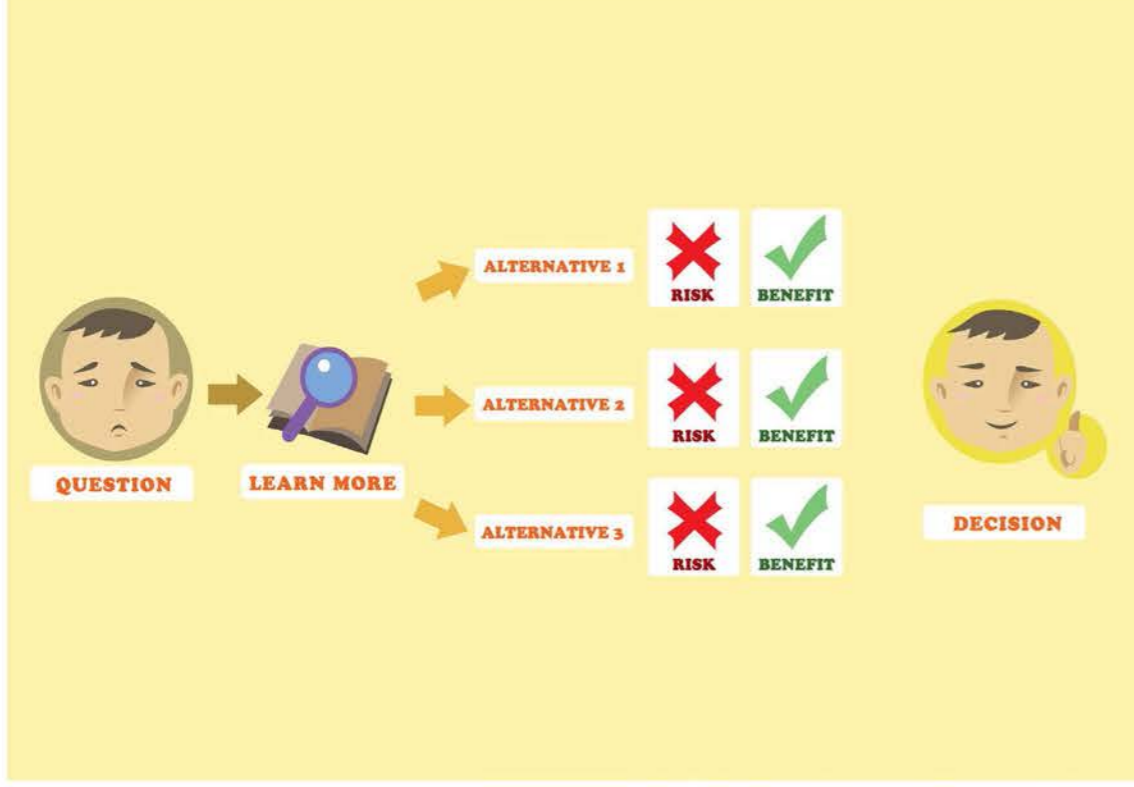 QUESTION
LEARN MORE
ALTERNATIVE 1
RISK
BENEFIT
ALTERNATIVE 2
RISK
BENEFIT
ALTERNATIVE 3
RISK
BENEFIT
DECISION